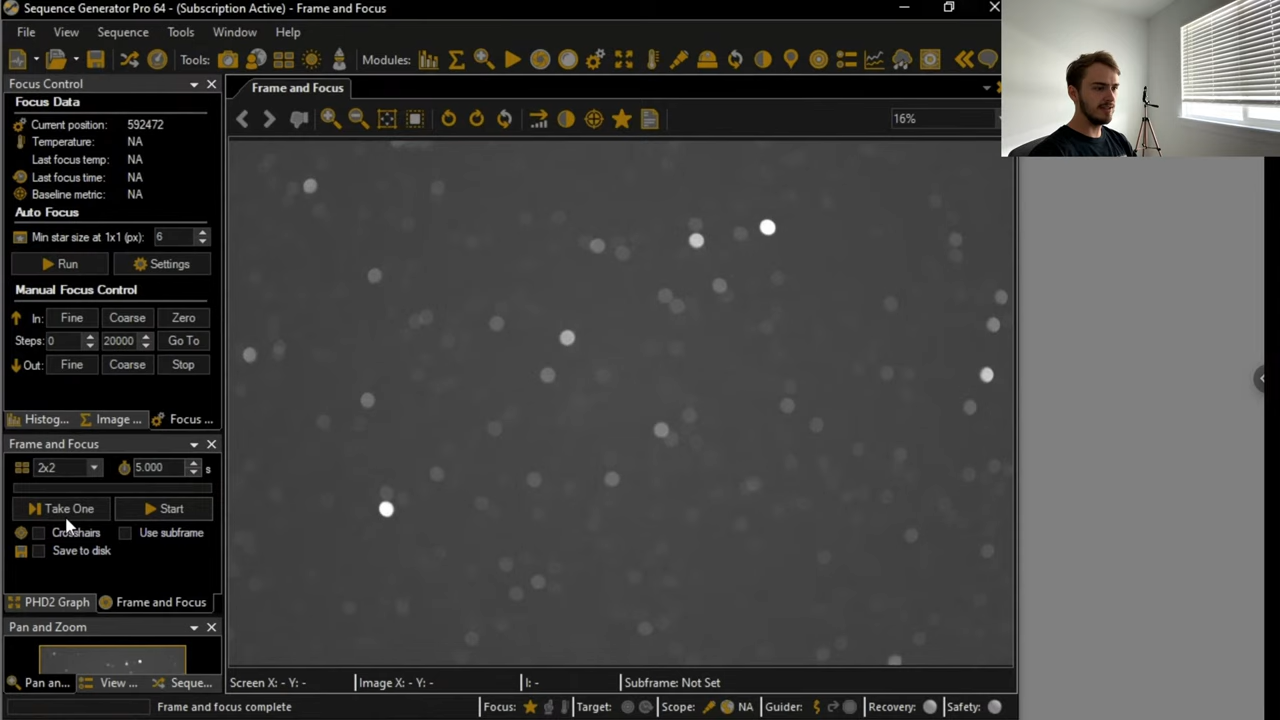 Sequence Generator Pro 64 - (Subscription Active) - Frame and Focus
File View Sequence Tools Window Help
Tools: Modules:
Focus Control
Focus Data
Current position: 592472
Temperature: NA
Last focus temp: NA
Last focus time: NA
Baseline metric: NA
Auto Focus
Min star size at 1x1 (px): 6
Run Settings
Manual Focus Control
In: Fine Coarse Zero
Steps: 0 20000 Go To
Out: Fine Coarse Stop
Histog... Image ... Focus ...
Frame and Focus
2x2 5.000 s
Take One Start
Crosshairs Use subframe
Save to disk
PHD2 Graph Frame and Focus
Pan and Zoom
Pan an... View ... Seque...
Frame and Focus
16%
Screen X: - Y: - Image X: - Y: - I: - Subframe: Not Set
Frame and focus complete Focus: Target: Scope: NA Guider: Recovery: Safety: